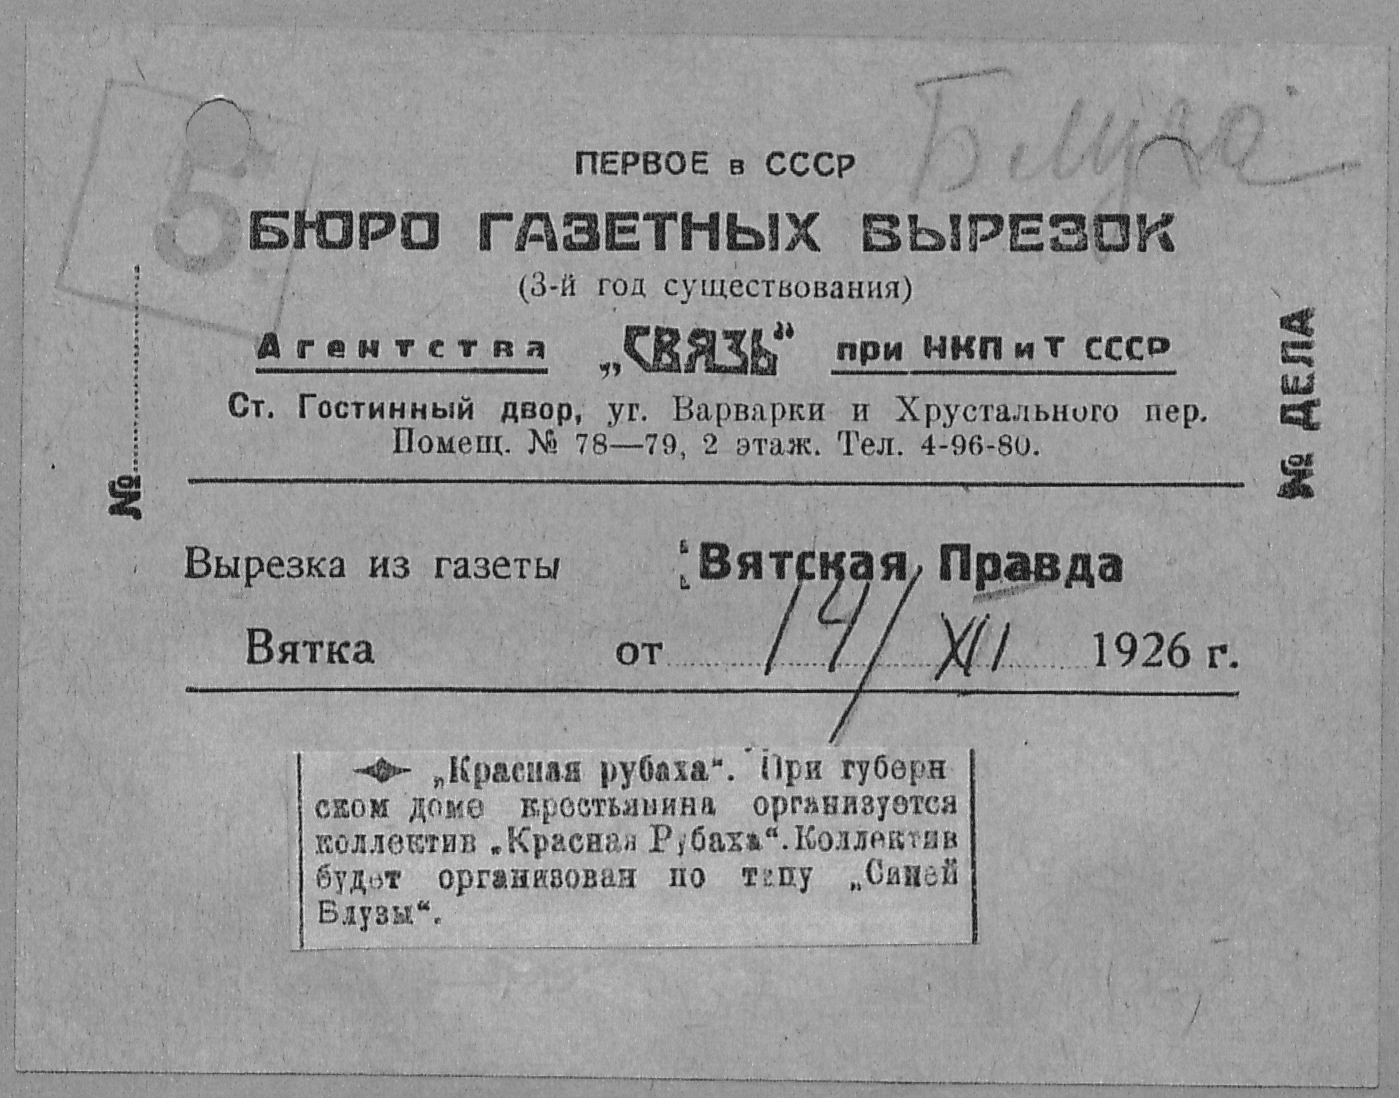 Блуза
5
ПЕРВОЕ в СССР
БЮРО ГАЗЕТНЫХ ВЫРЕЗОК
(3-й год существования)
Агентства „СВЯЗЬ“ при НКП и Т СССР
Ст. Гостинный двор, уг. Варварки и Хрустального пер.
Помещ. № 78—79, 2 этаж. Тел. 4-96-80.
№
№ ДЕЛА
Вырезка из газеты Вятская Правда
Вятка от 14/XII 1926 г.
„Красная рубаха“. При губерн
ском доме крестьянина организуется
коллектив „Красная Рубаха“. Коллектив
будет организован по типу „Синей
Блузы“.